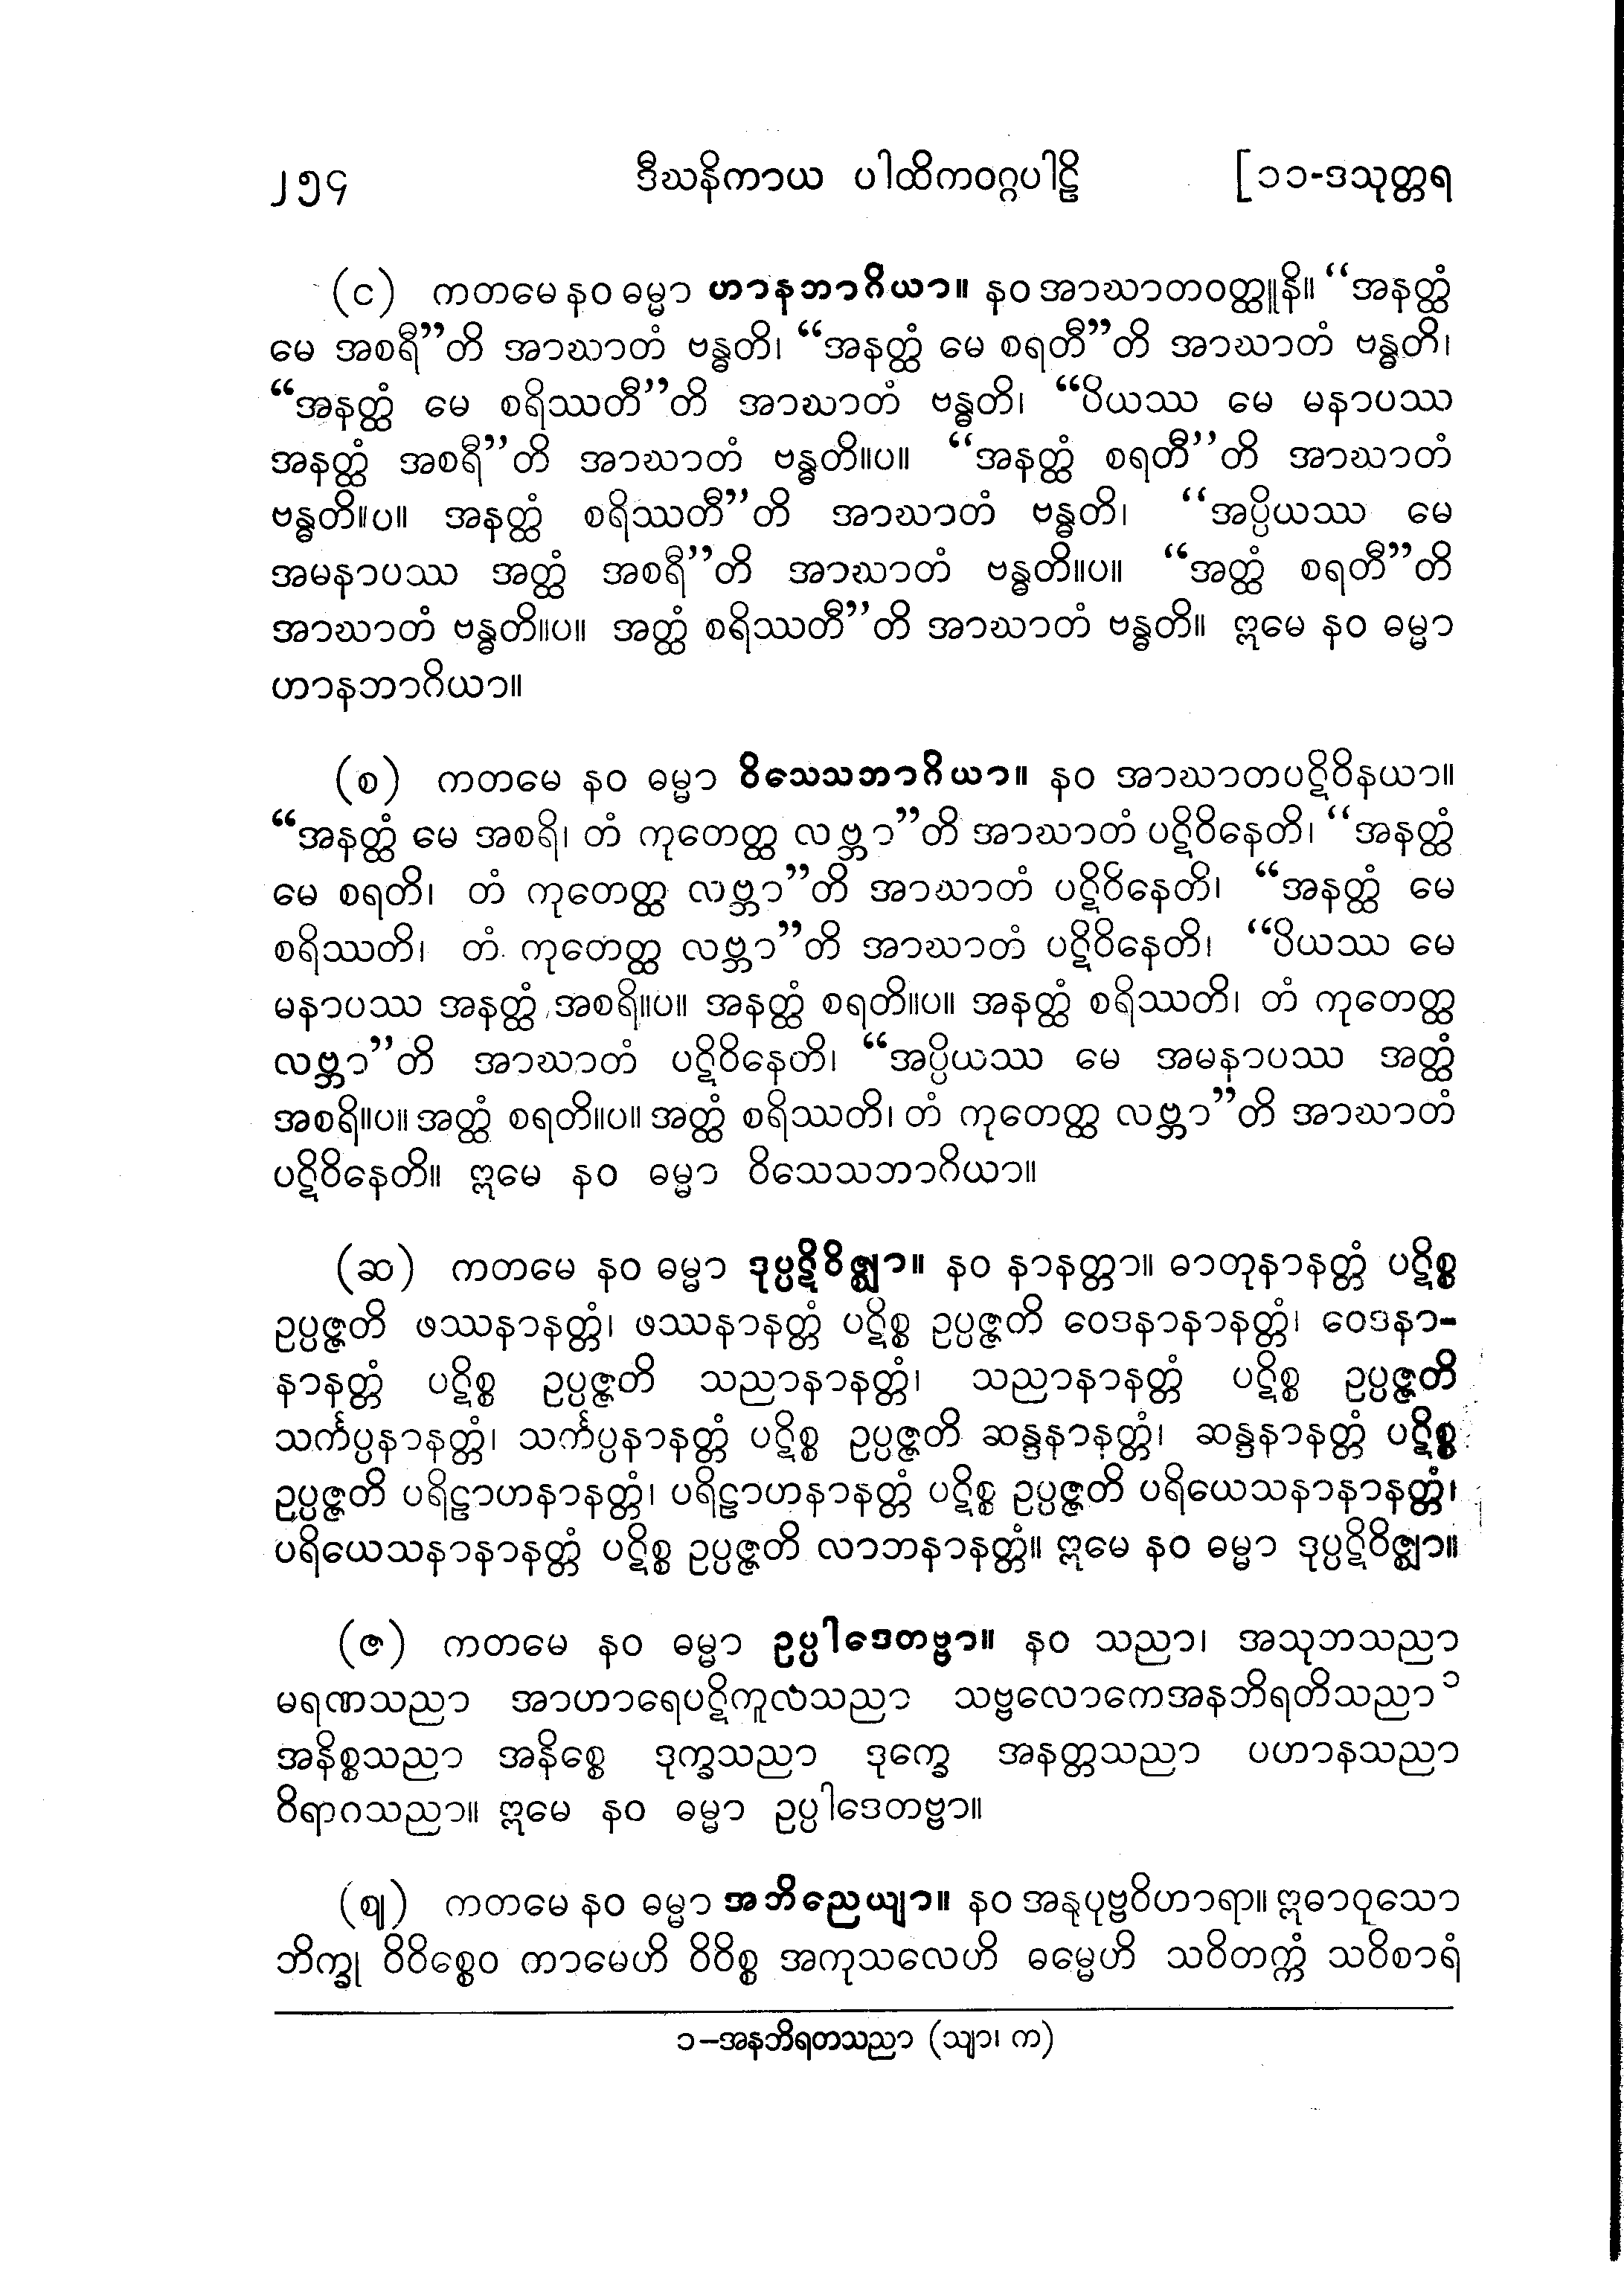 ၂၅၄ ဒီဃနိကာယ ပါထိကဝဂ္ဂပါဠိ [၁၁-ဒသုတ္တရ
(င) ကတမေ နဝ ဓမ္မာ ဟာနဘာဂိယာ။ နဝ အာဃာတဝတ္ထူနိ။ “အနတ္ထံ
မေ အစရီ”တိ အာဃာတံ ဗန္ဓတိ၊ “အနတ္ထံ မေ စရတီ”တိ အာဃာတံ ဗန္ဓတိ၊
“အနတ္ထံ မေ စရိဿတီ”တိ အာဃာတံ ဗန္ဓတိ၊ “ပိယဿ မေ မနာပဿ
အနတ္ထံ အစရီ”တိ အာဃာတံ ဗန္ဓတိ။ပ။ “အနတ္ထံ စရတီ”တိ အာဃာတံ
ဗန္ဓတိ။ပ။ အနတ္ထံ စရိဿတီ”တိ အာဃာတံ ဗန္ဓတိ၊ “အပ္ပိယဿ မေ
အမနာပဿ အတ္ထံ အစရီ”တိ အာဃာတံ ဗန္ဓတိ။ပ။ “အတ္ထံ စရတီ”တိ
အာဃာတံ ဗန္ဓတိ။ပ။ အတ္ထံ စရိဿတီ”တိ အာဃာတံ ဗန္ဓတိ။ ဣမေ နဝ ဓမ္မာ
ဟာနဘာဂိယာ။
(စ) ကတမေ နဝ ဓမ္မာ ဝိသေသဘာဂိယာ။ နဝ အာဃာတပဋိဝိနယာ။
“အနတ္ထံ မေ အစရိ၊ တံ ကုတေတ္ထ လဗ္ဘာ”တိ အာဃာတံ ပဋိဝိနေတိ၊ “အနတ္ထံ
မေ စရတိ၊ တံ ကုတေတ္ထ လဗ္ဘာ”တိ အာဃာတံ ပဋိဝိနေတိ၊ “အနတ္ထံ မေ
စရိဿတိ၊ တံ ကုတေတ္ထ လဗ္ဘာ”တိ အာဃာတံ ပဋိဝိနေတိ၊ “ပိယဿ မေ
မနာပဿ အနတ္ထံ အစရိ။ပ။ အနတ္ထံ စရတိ။ပ။ အနတ္ထံ စရိဿတိ၊ တံ ကုတေတ္ထ
လဗ္ဘာ”တိ အာဃာတံ ပဋိဝိနေတိ၊ “အပ္ပိယဿ မေ အမနာပဿ အတ္ထံ
အစရိ။ပ။ အတ္ထံ စရတိ။ပ။ အတ္ထံ စရိဿတိ၊ တံ ကုတေတ္ထ လဗ္ဘာ”တိ အာဃာတံ
ပဋိဝိနေတိ။ ဣမေ နဝ ဓမ္မာ ဝိသေသဘာဂိယာ။
(ဆ) ကတမေ နဝ ဓမ္မာ ဒုပ္ပဋိဝိဇ္ဈာ။ နဝ နာနတ္တာ။ ဓာတုနာနတ္တံ ပဋိစ္စ
ဥပ္ပဇ္ဇတိ ဖဿနာနတ္တံ၊ ဖဿနာနတ္တံ ပဋိစ္စ ဥပ္ပဇ္ဇတိ ဝေဒနာနာနတ္တံ၊ ဝေဒနာ-
နာနတ္တံ ပဋိစ္စ ဥပ္ပဇ္ဇတိ သညာနာနတ္တံ၊ သညာနာနတ္တံ ပဋိစ္စ ဥပ္ပဇ္ဇတိ
သင်္ကပ္ပနာနတ္တံ၊ သင်္ကပ္ပနာနတ္တံ ပဋိစ္စ ဥပ္ပဇ္ဇတိ ဆန္ဒနာနတ္တံ၊ ဆန္ဒနာနတ္တံ ပဋိစ္စ
ဥပ္ပဇ္ဇတိ ပရိဠာဟနာနတ္တံ၊ ပရိဠာဟနာနတ္တံ ပဋိစ္စ ဥပ္ပဇ္ဇတိ ပရိယေသနာနာနတ္တံ၊
ပရိယေသနာနာနတ္တံ ပဋိစ္စ ဥပ္ပဇ္ဇတိ လာဘနာနတ္တံ။ ဣမေ နဝ ဓမ္မာ ဒုပ္ပဋိဝိဇ္ဈာ။
(ဇ) ကတမေ နဝ ဓမ္မာ ဥပ္ပါဒေတဗ္ဗာ။ နဝ သညာ၊ အသုဘသညာ
မရဏသညာ အာဟာရေပဋိကူလသညာ သဗ္ဗလောကေအနဘိရတိသညာ ၁
အနိစ္စသညာ အနိစ္စေ ဒုက္ခသညာ ဒုက္ခေ အနတ္တသညာ ပဟာနသညာ
ဝိရာဂသညာ။ ဣမေ နဝ ဓမ္မာ ဥပ္ပါဒေတဗ္ဗာ။
(ဈ) ကတမေ နဝ ဓမ္မာ အဘိညေယျာ။ နဝ အနုပုဗ္ဗဝိဟာရာ။ ဣဓာဝုသော
ဘိက္ခု ဝိဝိစ္စေဝ ကာမေဟိ ဝိဝိစ္စ အကုသလေဟိ ဓမ္မေဟိ သဝိတက္ကံ သဝိစာရံ
၁–အနဘိရတသညာ (သျာ၊ က)